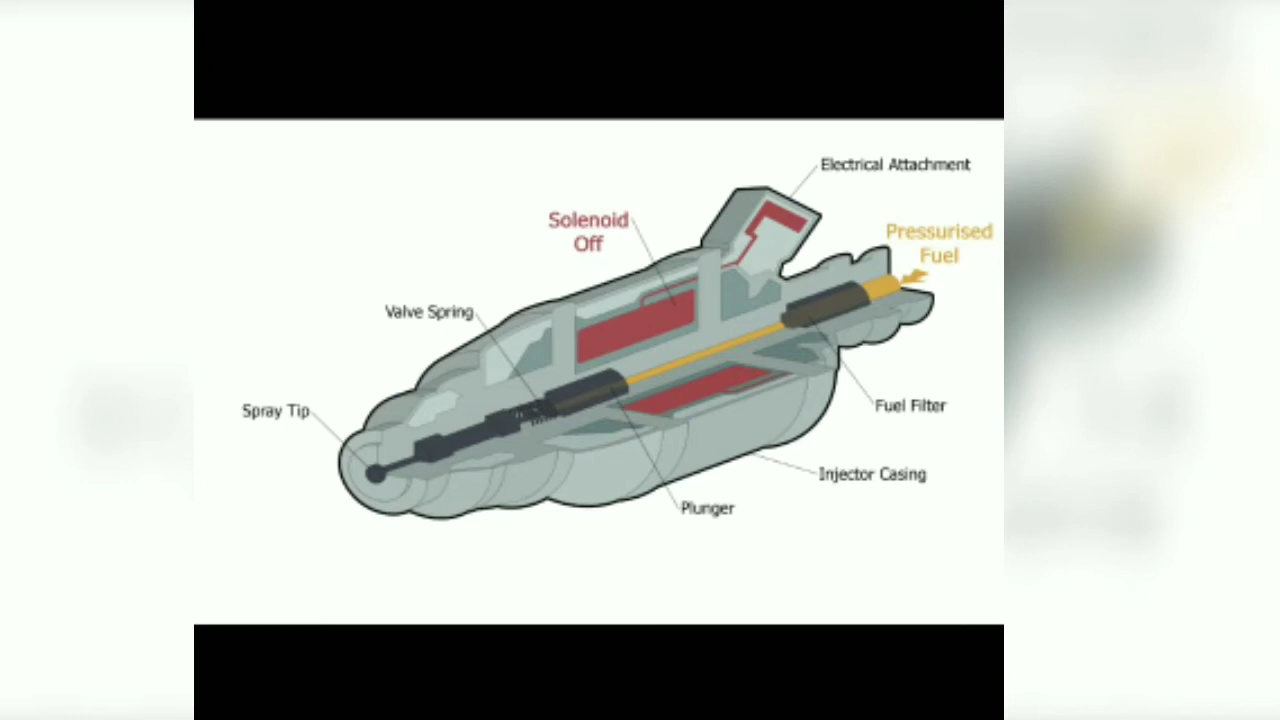 Electrical Attachment
Solenoid
Off
Pressurised
Fuel
Valve Spring
Spray Tip
Fuel Filter
Injector Casing
Plunger